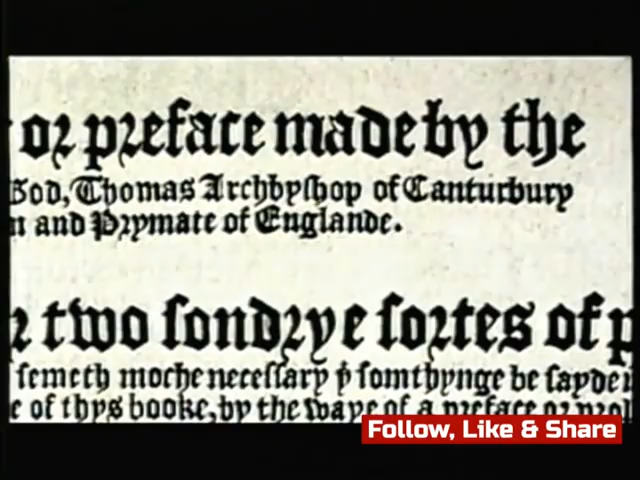 or preface made by the
God, Thomas Archbyſhop of Canturbury
n and Prymate of Englande.
r two ſondrye ſortes of p
ſemeth moche neceſſary þͭ ſomthynge be ſayde
e of thys booke, by the waye of a preface or prol
Follow, Like & Share